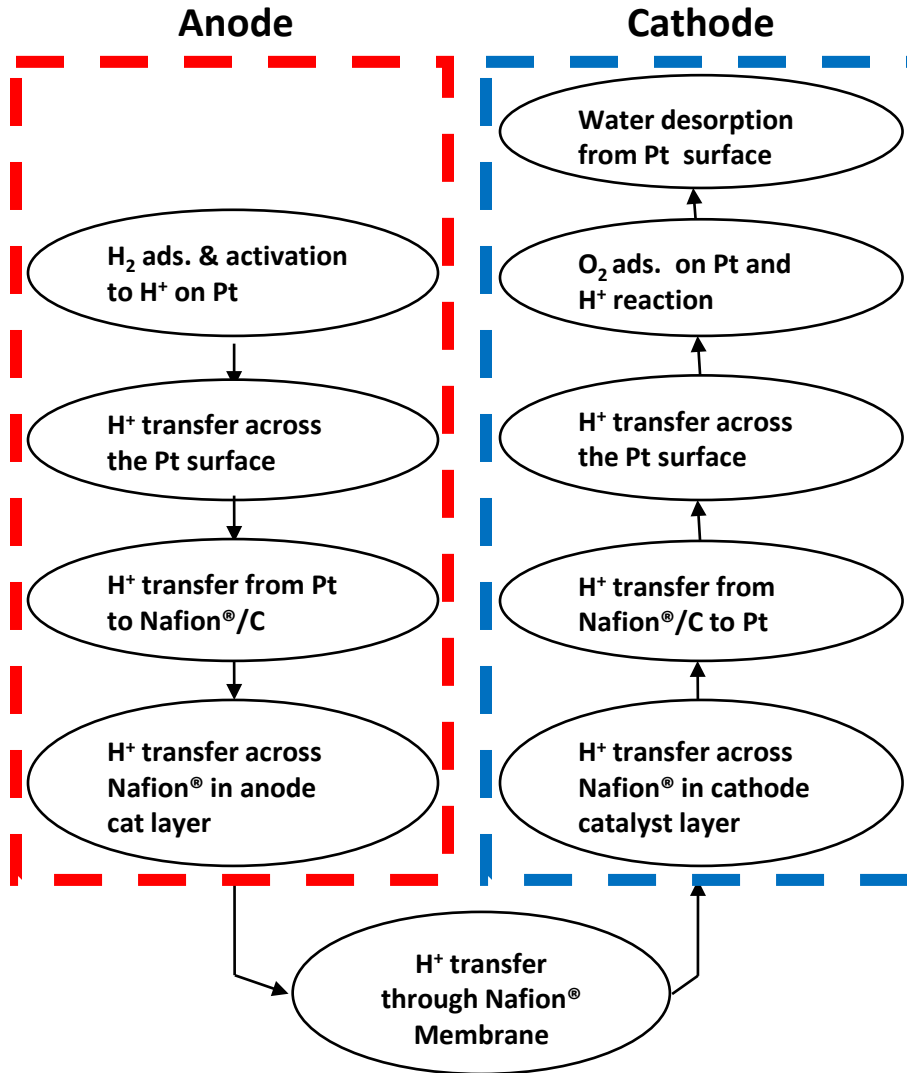 Anode
H₂ ads. & activation
to H⁺ on Pt
H⁺ transfer across
the Pt surface
H⁺ transfer from Pt
to Nafion®/C
H⁺ transfer across
Nafion® in anode
cat layer
H⁺ transfer
through Nafion®
Membrane
Cathode
Water desorption
from Pt surface
O₂ ads. on Pt and
H⁺ reaction
H⁺ transfer across
the Pt surface
H⁺ transfer from
Nafion®/C to Pt
H⁺ transfer across
Nafion® in cathode
catalyst layer